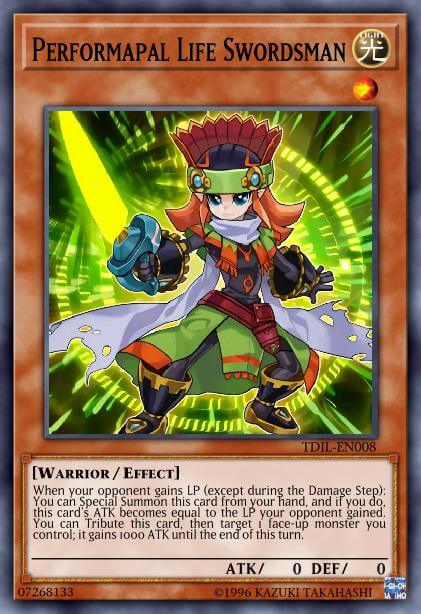 PERFORMAPAL LIFE SWORDSMAN
LIGHT
光
TDIL-EN008
[WARRIOR / EFFECT]
When your opponent gains LP (except during the Damage Step):
You can Special Summon this card from your hand, and if you do,
this card's ATK becomes equal to the LP your opponent gained.
You can Tribute this card, then target 1 face-up monster you
control; it gains 1000 ATK until the end of this turn.
ATK/ 0 DEF/ 0
07268133
©1996 KAZUKI TAKAHASHI